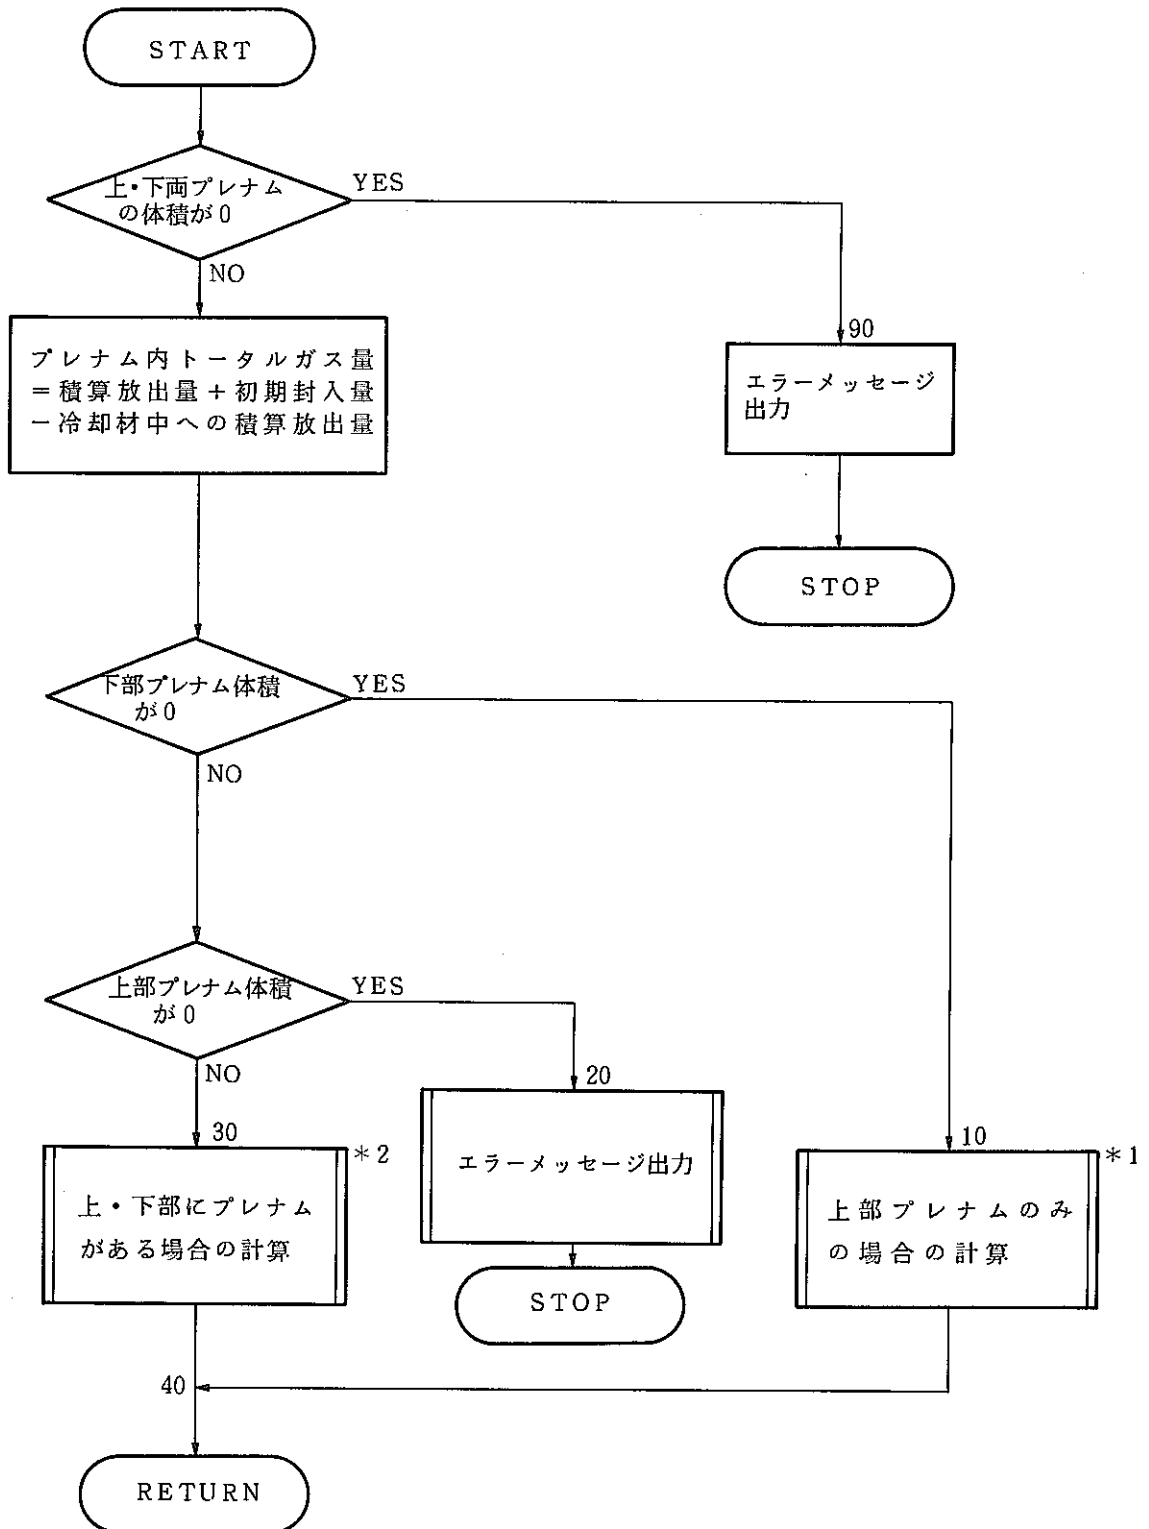 START
上・下両プレナム
の体積が0
YES
NO
プレナム内トータルガス量
=積算放出量+初期封入量
−冷却材中への積算放出量
90
エラーメッセージ
出力
STOP
下部プレナム体積
が0
YES
NO
上部プレナム体積
が0
YES
NO
20
エラーメッセージ出力
STOP
30
*2
上・下部にプレナム
がある場合の計算
10
*1
上部プレナムのみ
の場合の計算
40
RETURN